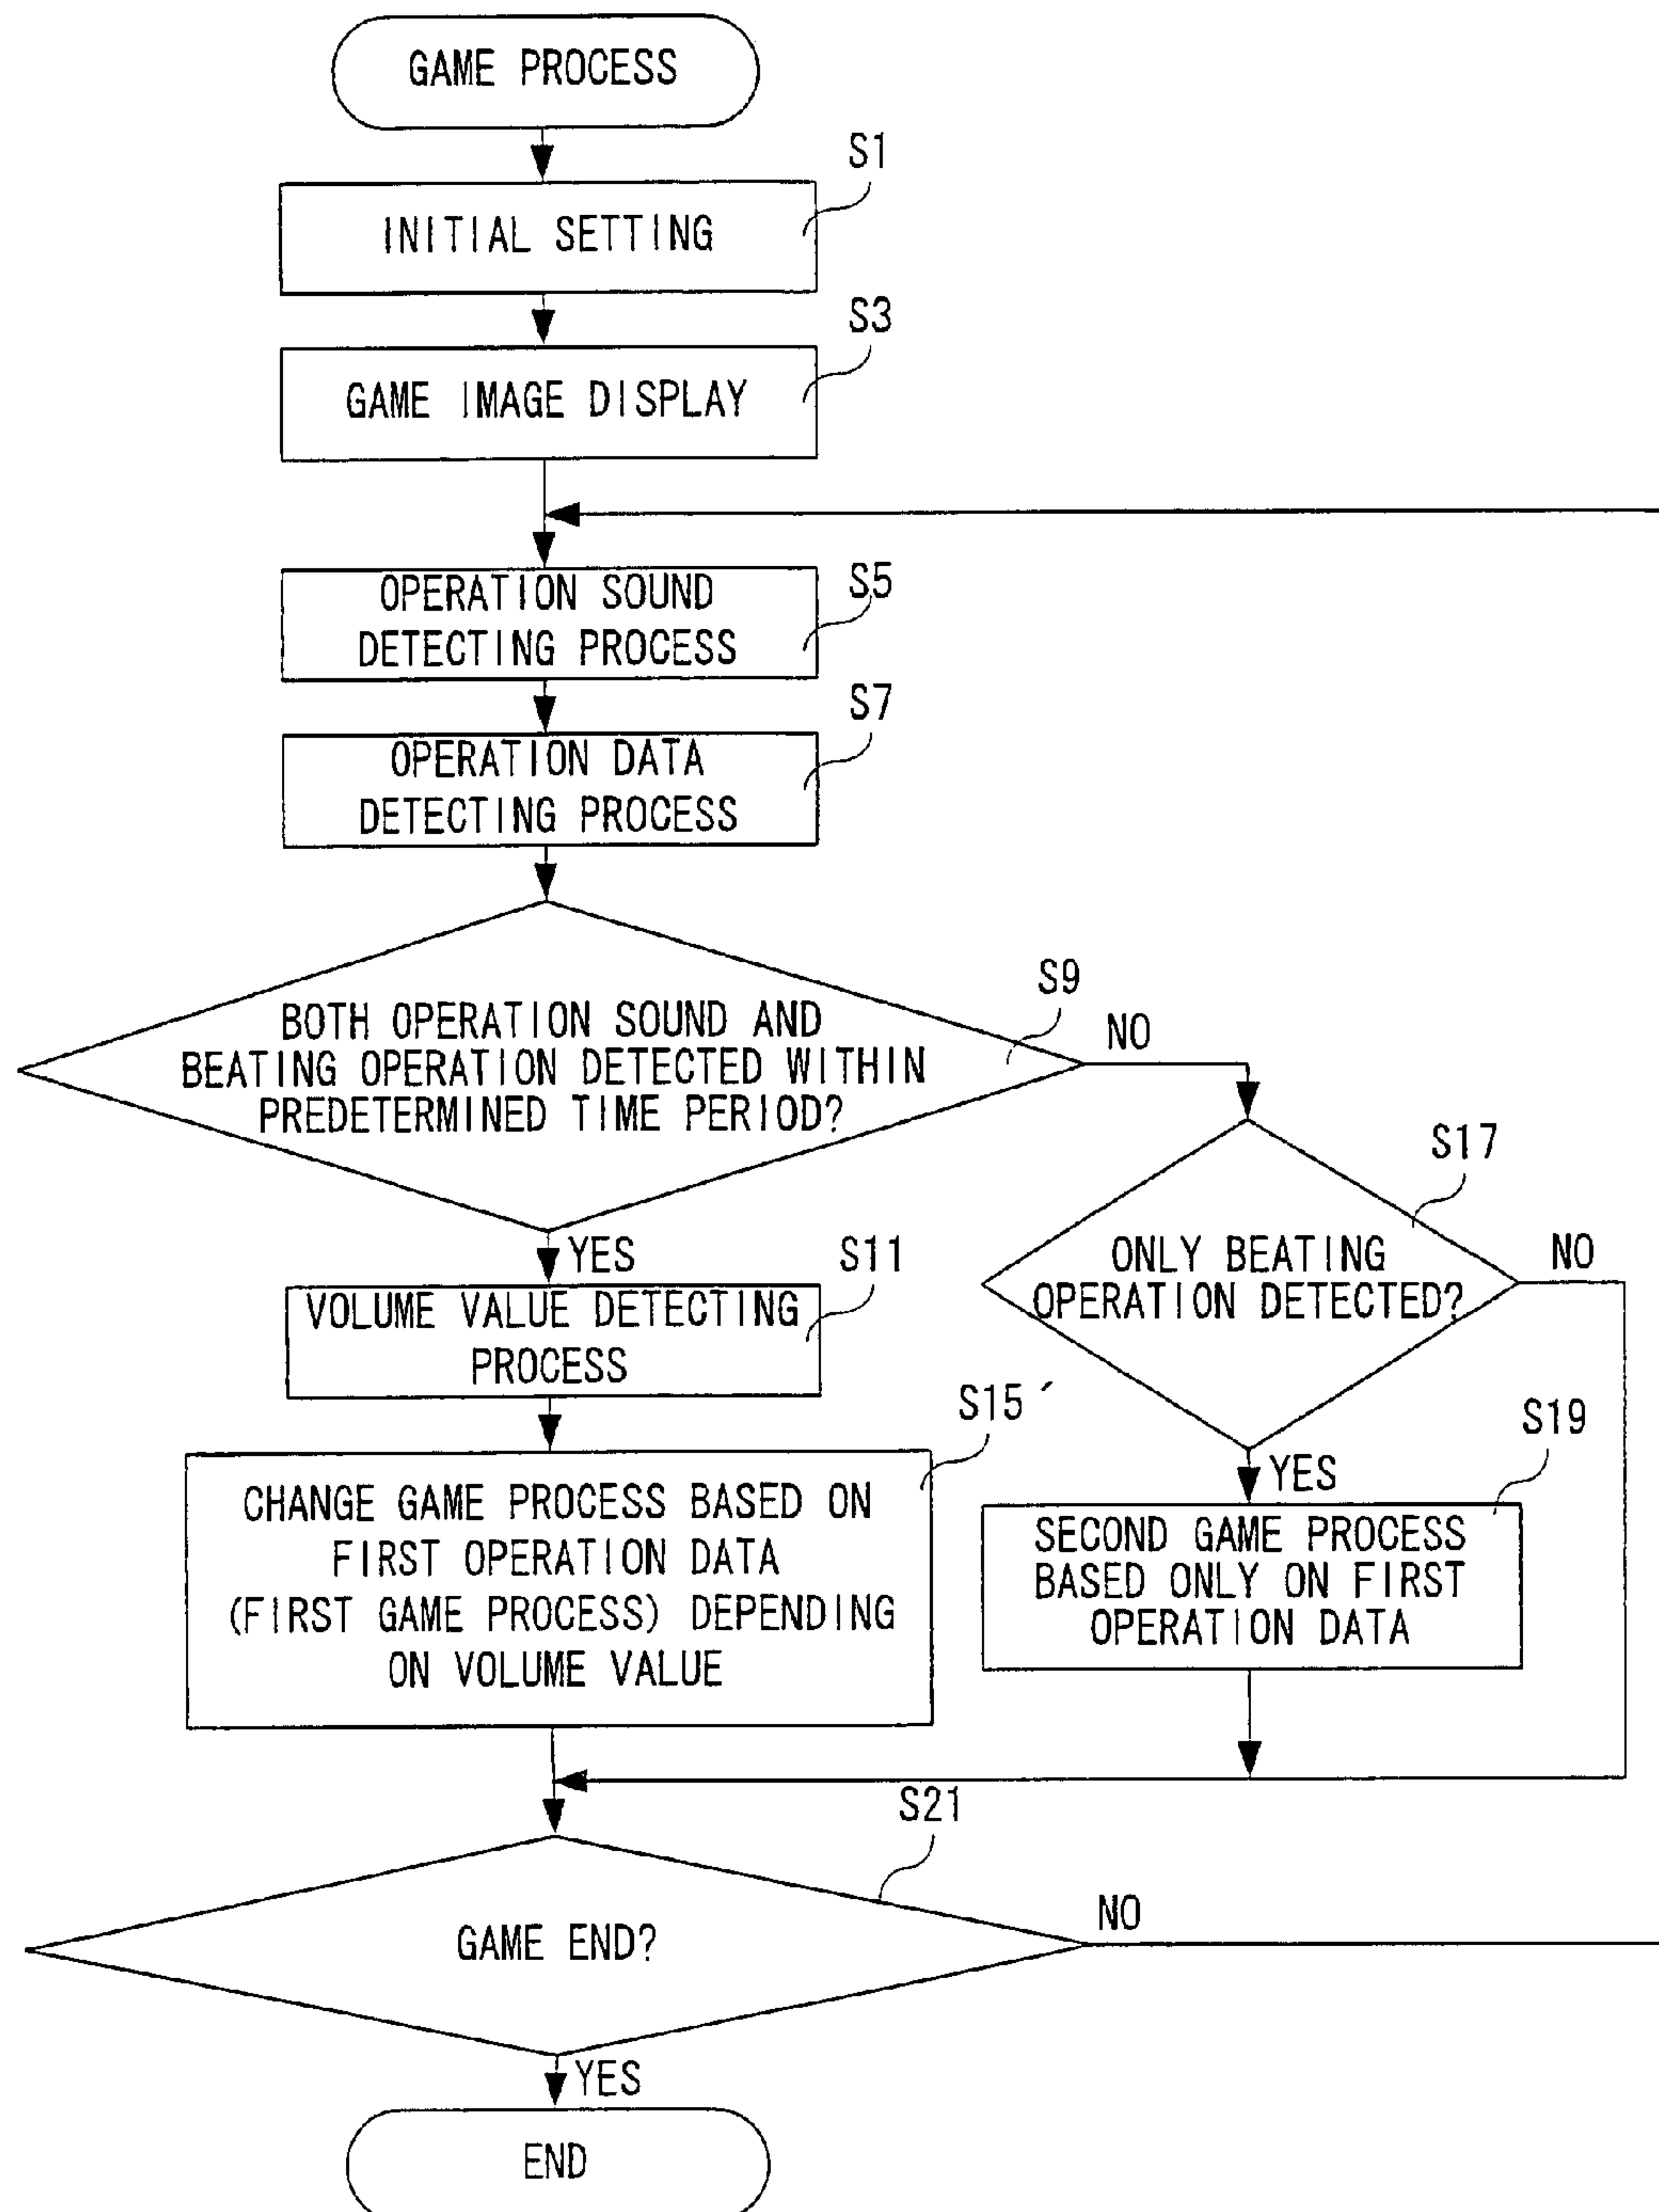 GAME PROCESS
S1
INITIAL SETTING
S3
GAME IMAGE DISPLAY
S5
OPERATION SOUND
DETECTING PROCESS
S7
OPERATION DATA
DETECTING PROCESS
S9
NO
BOTH OPERATION SOUND AND
BEATING OPERATION DETECTED WITHIN
PREDETERMINED TIME PERIOD?
S17
YES
S11
ONLY BEATING
OPERATION DETECTED?
NO
VOLUME VALUE DETECTING
PROCESS
S15´
S19
YES
CHANGE GAME PROCESS BASED ON
FIRST OPERATION DATA
(FIRST GAME PROCESS) DEPENDING
ON VOLUME VALUE
SECOND GAME PROCESS
BASED ONLY ON FIRST
OPERATION DATA
S21
GAME END?
NO
YES
END